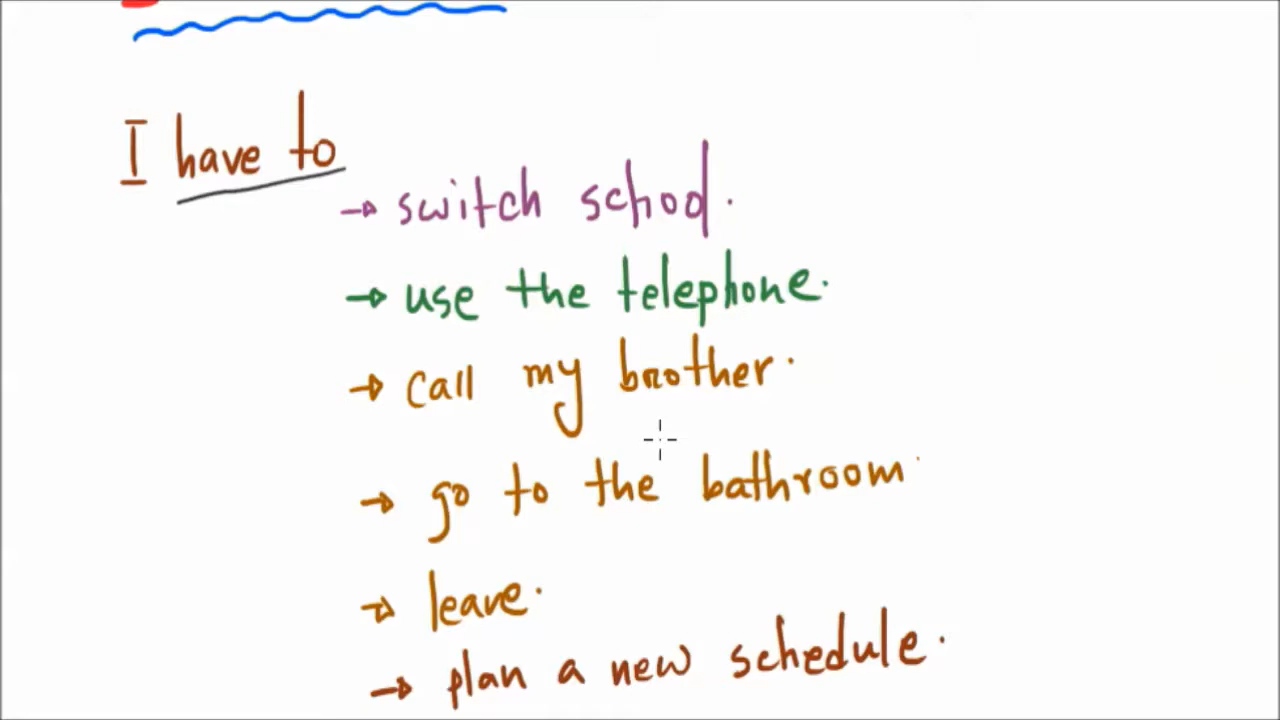 I have to
→ switch school.
→ use the telephone.
→ call my brother.
→ go to the bathroom.
→ leave.
→ plan a new schedule.